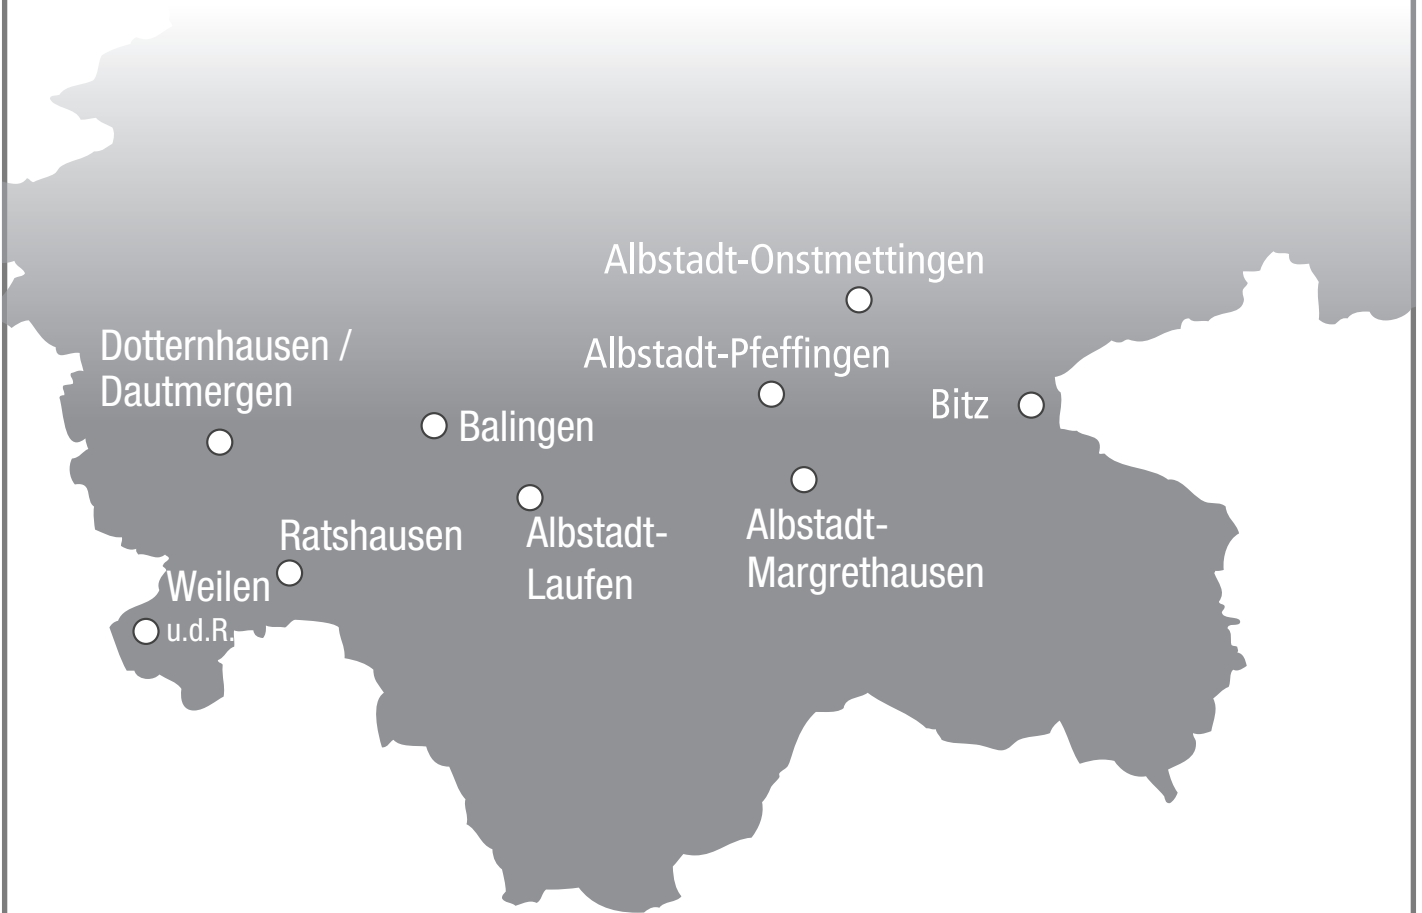 Albstadt-Onstmettingen
Dotternhausen /
Dautmergen
Albstadt-Pfeffingen
Bitz
Balingen
Ratshausen
Albstadt-
Laufen
Albstadt-
Margrethausen
Weilen
u.d.R.